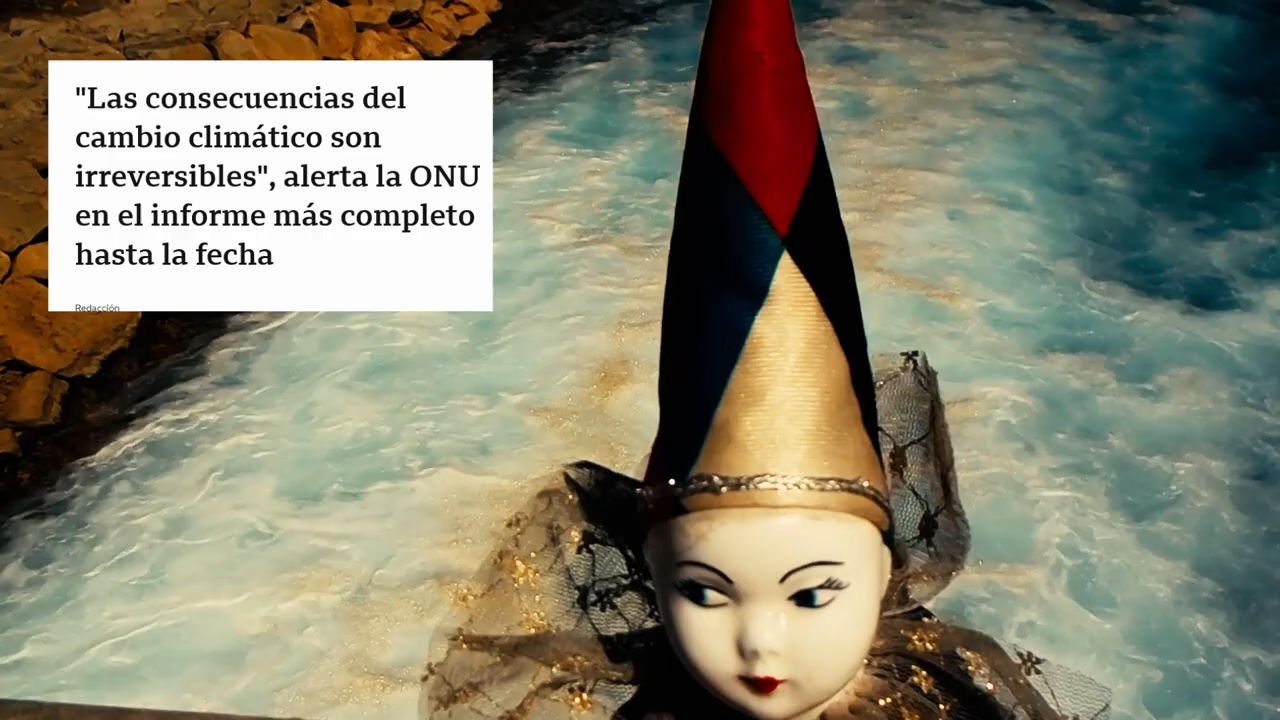 "Las consecuencias del
cambio climático son
irreversibles", alerta la ONU
en el informe más completo
hasta la fecha
Redacción